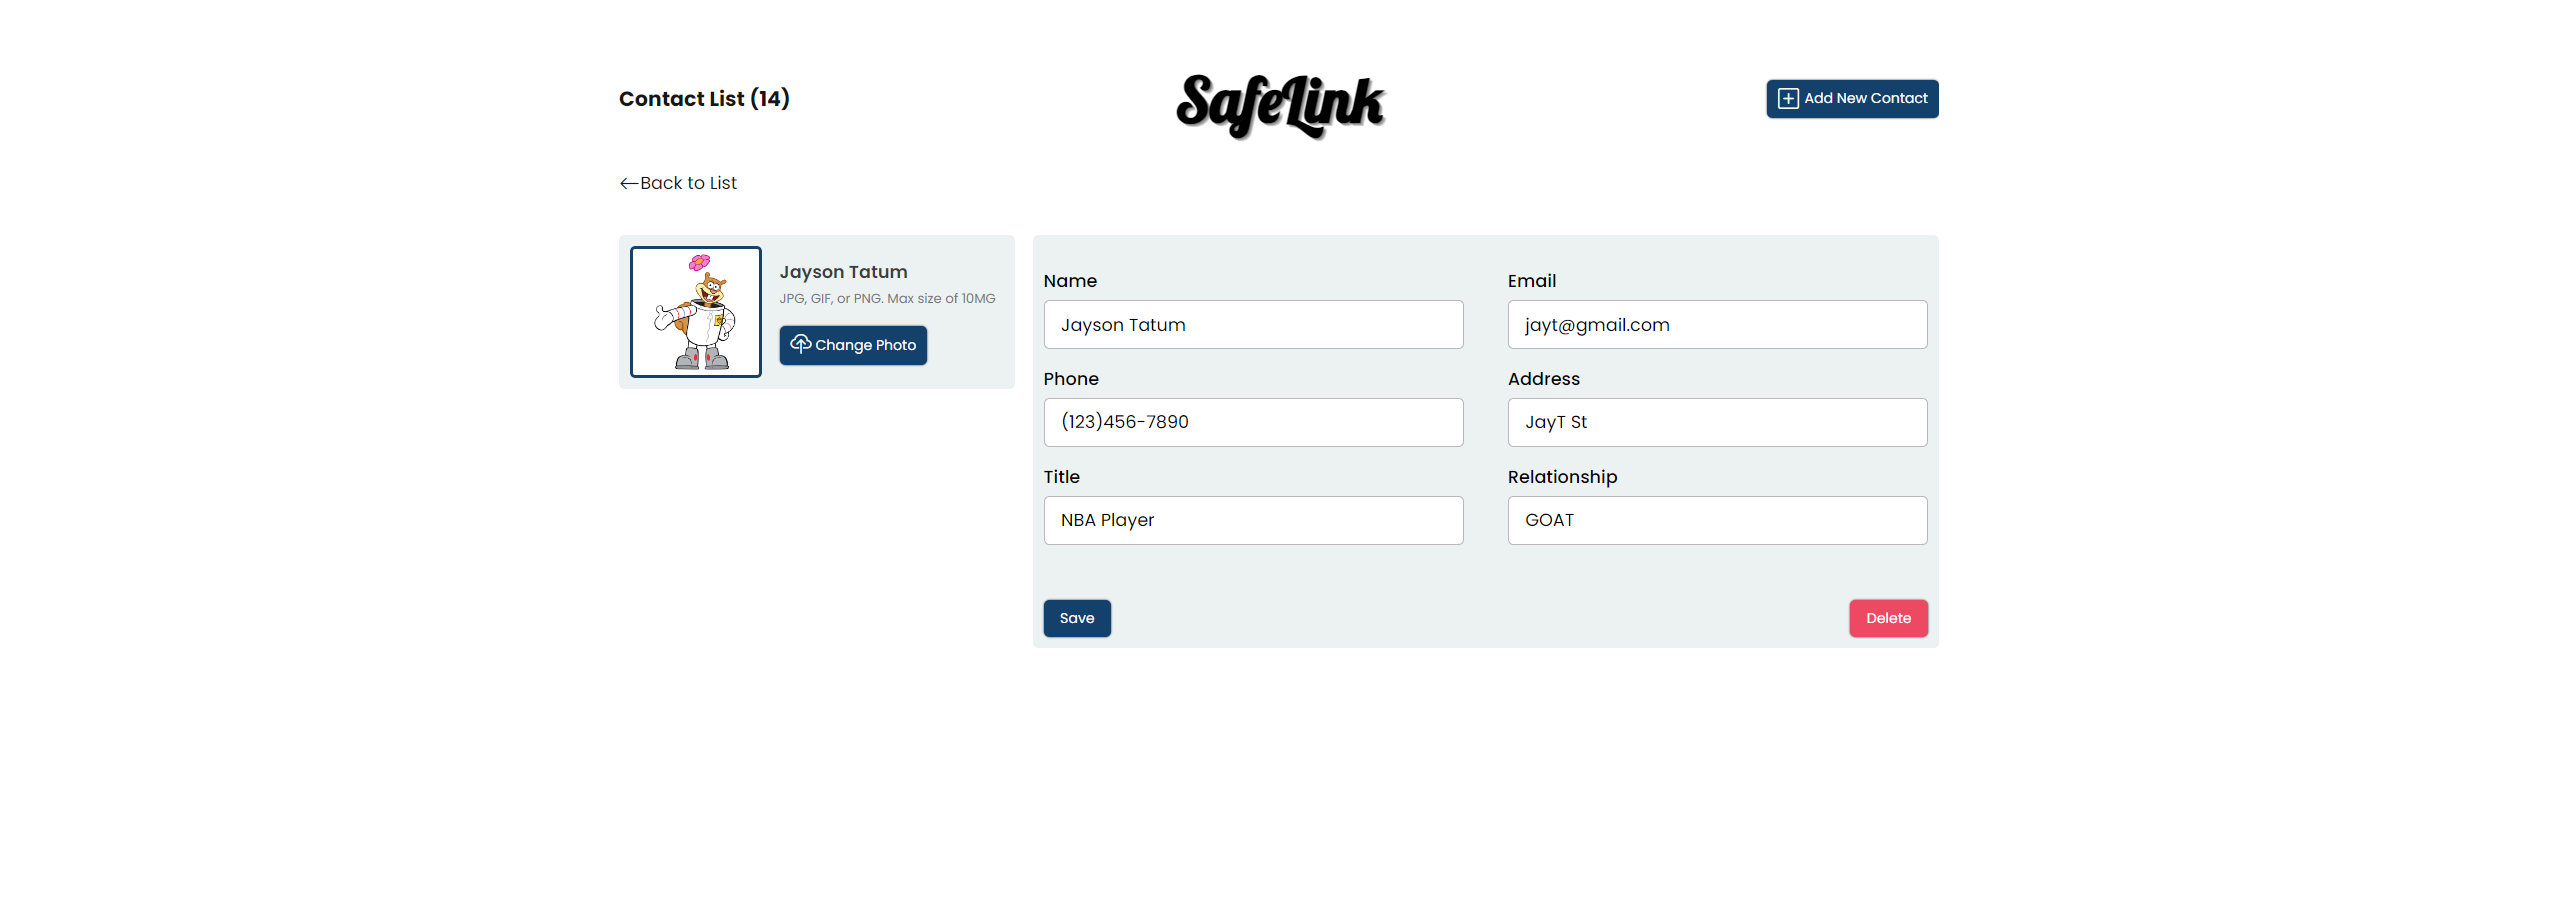 Contact List (14)
SafeLink
Add New Contact
Back to List
Jayson Tatum
JPG, GIF, or PNG. Max size of 10MG
Change Photo
Name
Email
Jayson Tatum
jayt@gmail.com
Phone
Address
(123)456-7890
JayT St
Title
Relationship
NBA Player
GOAT
Save
Delete